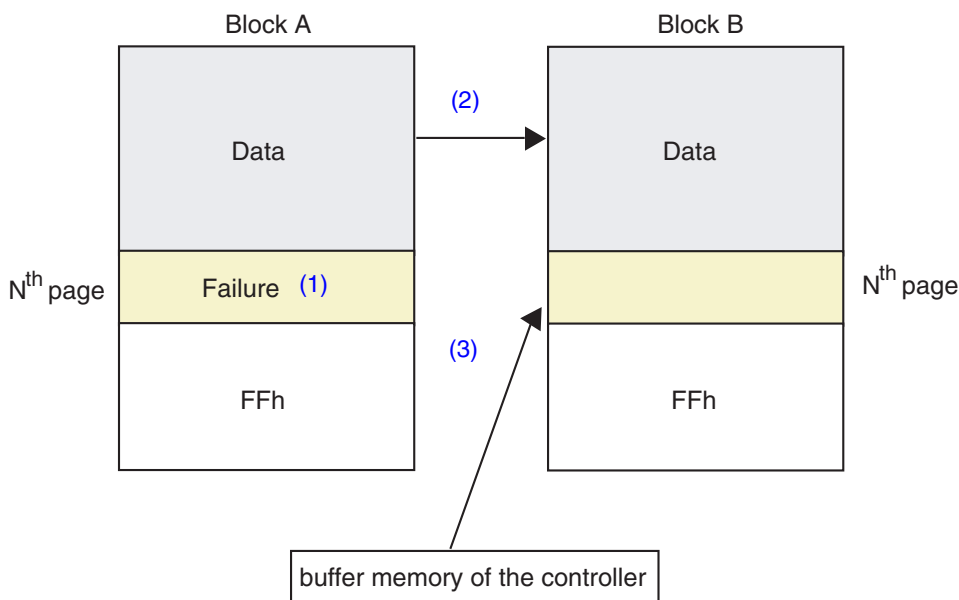 Block A
Block B
(2)
Data
Data
Nth page
Failure (1)
Nth page
(3)
FFh
FFh
buffer memory of the controller